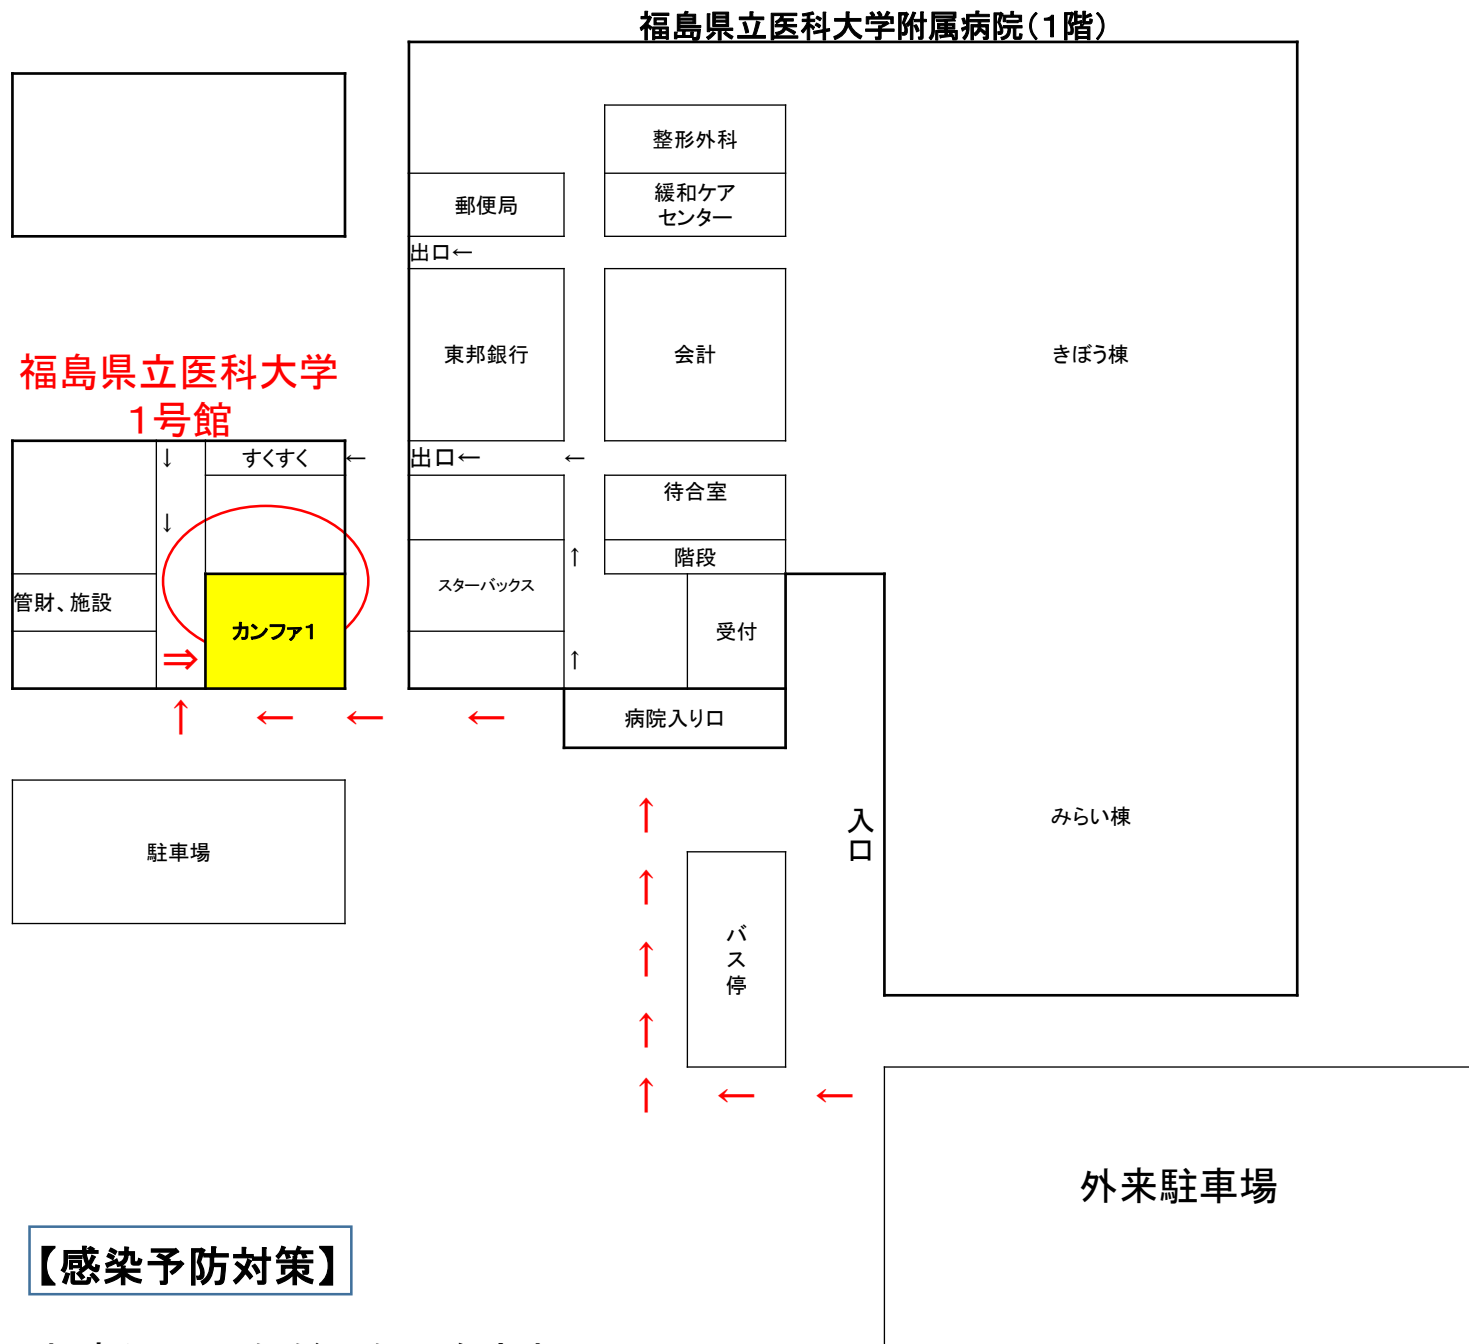 福島県立医科大学附属病院（１階）
整形外科
郵便局
緩和ケア
センター
出口←
東邦銀行
会計
きぼう棟
福島県立医科大学
１号館
↓
すくすく
←
出口←
←
待合室
↓
階段
↑
スターバックス
管財、施設
カンファ１
受付
⇒
↑
↑
←
←
←
病院入り口
↑
入口
みらい棟
駐車場
↑
バス停
↑
↑
↑
←
←
外来駐車場
【感染予防対策】